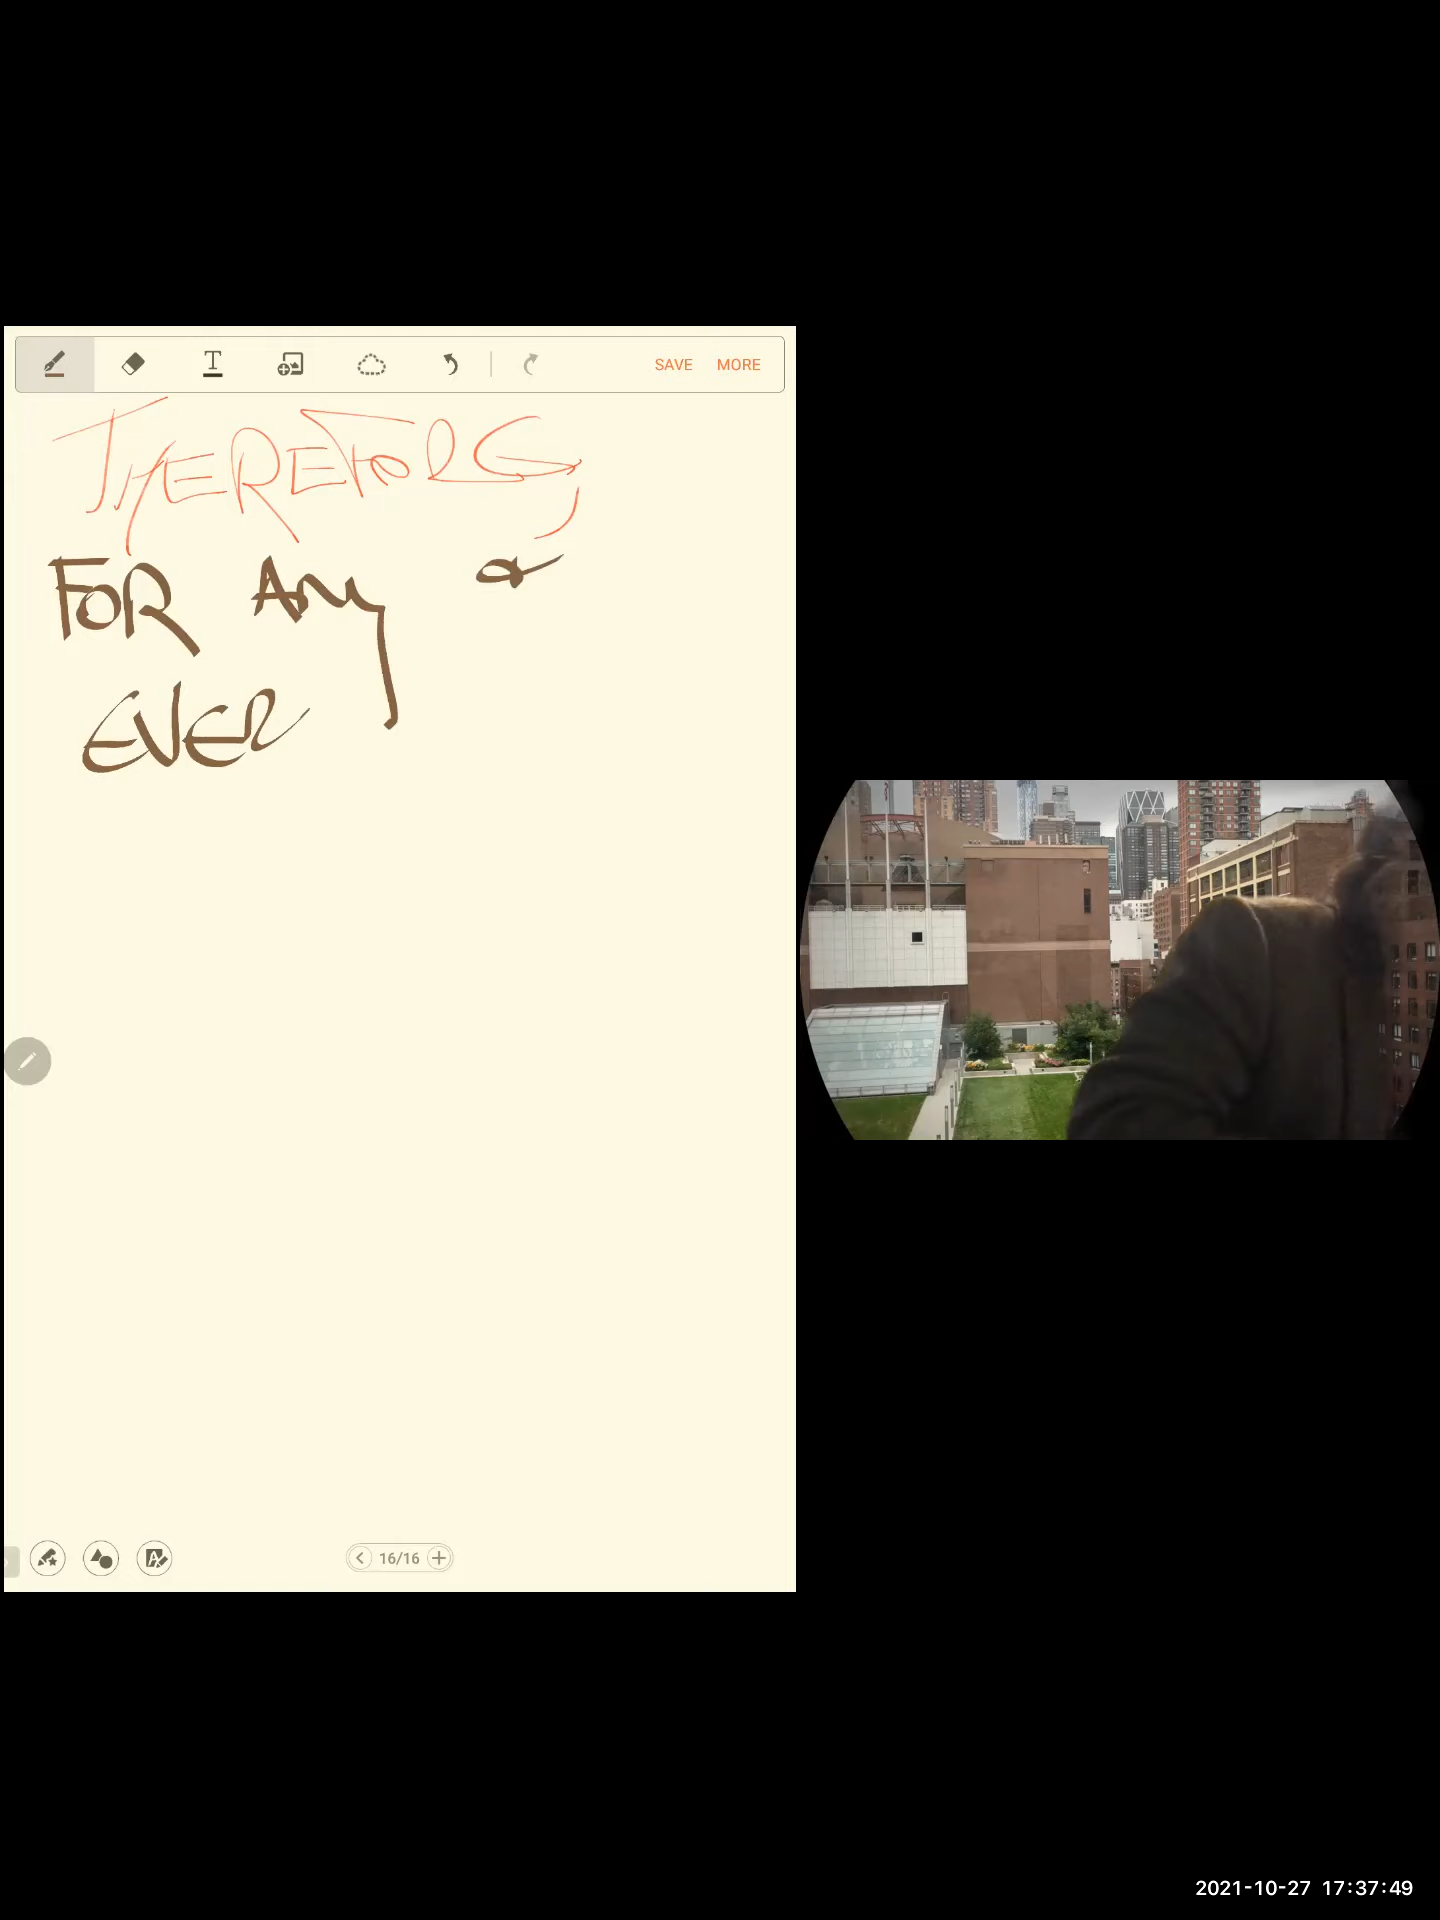 T SAVE MORE
THEREFORE,
FOR Any α
EVER
16/16
2021-10-27 17:37:49